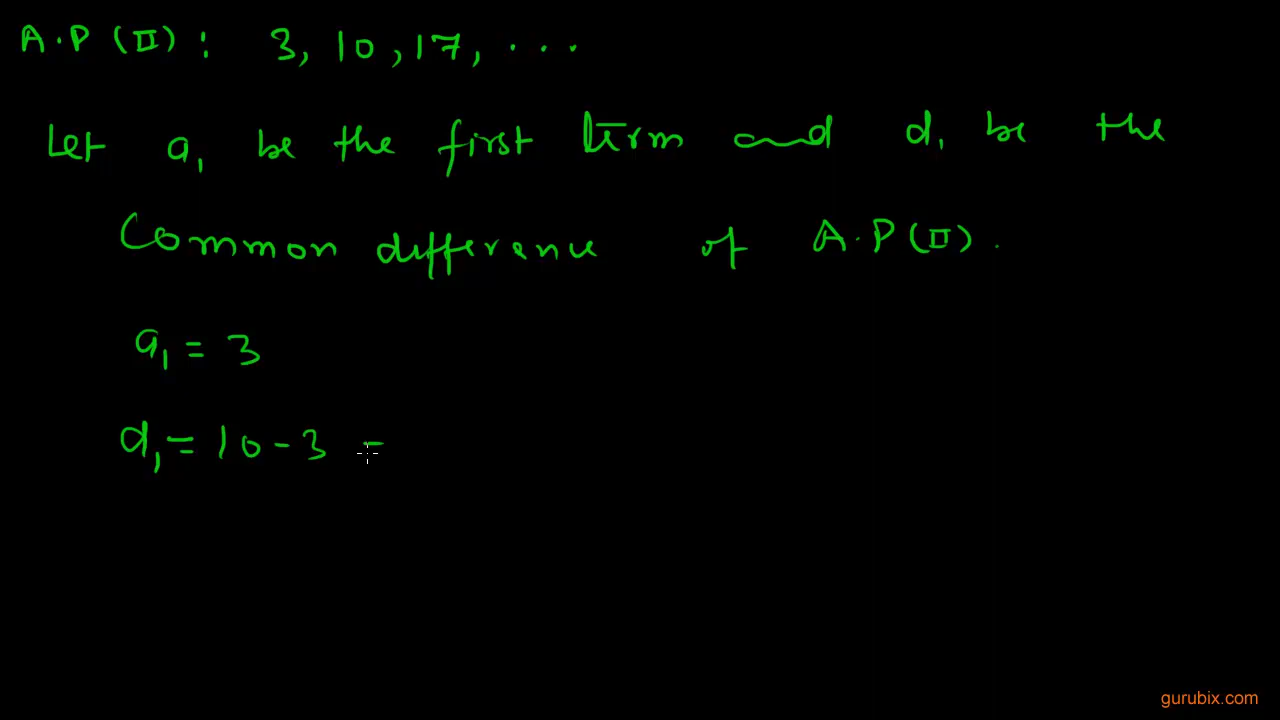 A.P (II) : 3, 10, 17, ...
Let a₁ be the first term and d₁ be the
Common difference of A.P (II).
a₁ = 3
d₁ = 10 - 3 =
gurubix.com